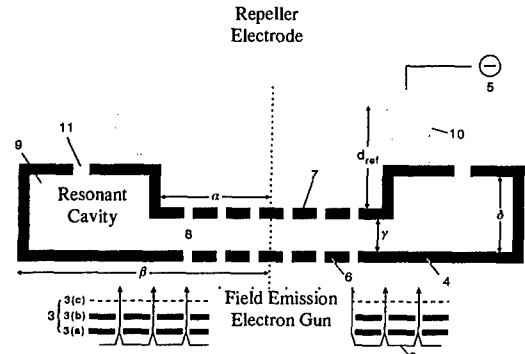 Repeller
Electrode
5
11
9
10
d ref
7
Resonant
Cavity
α
δ
8
γ
β
6
4
3
3(c)
3(b)
3(a)
Field Emission
Electron Gun